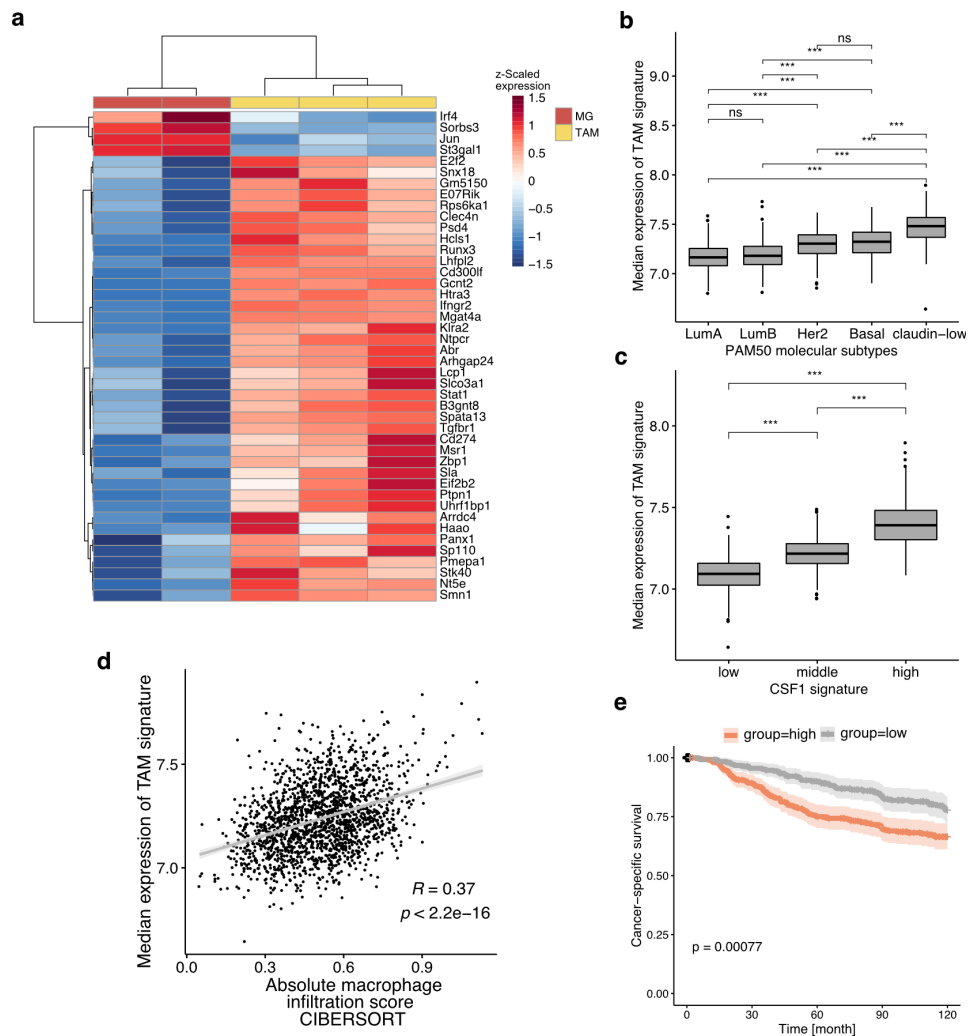 a
z-Scaled
expression
1.5
1
0.5
0
−0.5
−1
−1.5
MG
TAM
Irf4
Sorbs3
Jun
St3gal1
E2f2
Snx18
Gm5150
E07Rik
Rps6ka1
Clec4n
Psd4
Hcls1
Runx3
Lhfpl2
Cd300lf
Gcnt2
Htra3
Ifngr2
Mgat4a
Klra2
Ntpcr
Abr
Arhgap24
Lcp1
Slco3a1
Stat1
B3gnt8
Spata13
Tgfbr1
Cd274
Msr1
Zbp1
Sla
Eif2b2
Ptpn1
Uhrf1bp1
Arrdc4
Haao
Panx1
Sp110
Pmepa1
Stk40
Nt5e
Smn1
b
Median expression of TAM signature
9.0
8.5
8.0
7.5
7.0
ns
***
***
***
***
ns
***
***
***
***
LumA LumB Her2 Basal claudin−low
PAM50 molecular subtypes
c
Median expression of TAM signature
8.0
7.5
7.0
***
***
***
low middle high
CSF1 signature
d
Median expression of TAM signature
7.5
7.0
R = 0.37
p < 2.2e−16
0.0 0.3 0.6 0.9
Absolute macrophage
infiltration score
CIBERSORT
e
group=high group=low
Cancer−specific survival
1.00
0.75
0.50
0.25
0.00
p = 0.00077
0 30 60 90 120
Time [month]